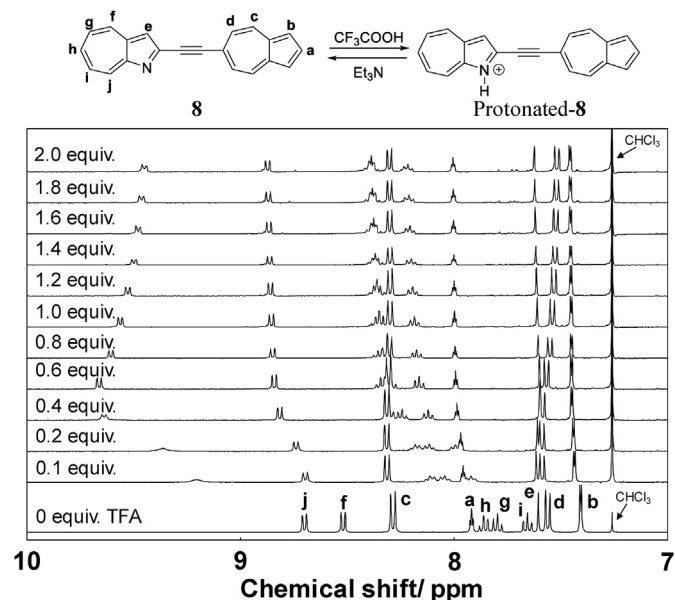 g f e d c b
h a
i j N
CF₃COOH
Et₃N
N ⊕
H
8
Protonated-8
CHCl₃
2.0 equiv.
1.8 equiv.
1.6 equiv.
1.4 equiv.
1.2 equiv.
1.0 equiv.
0.8 equiv.
0.6 equiv.
0.4 equiv.
0.2 equiv.
0.1 equiv.
0 equiv. TFA
j f c a h g i e d b
CHCl₃
10 9 8 7
Chemical shift/ ppm